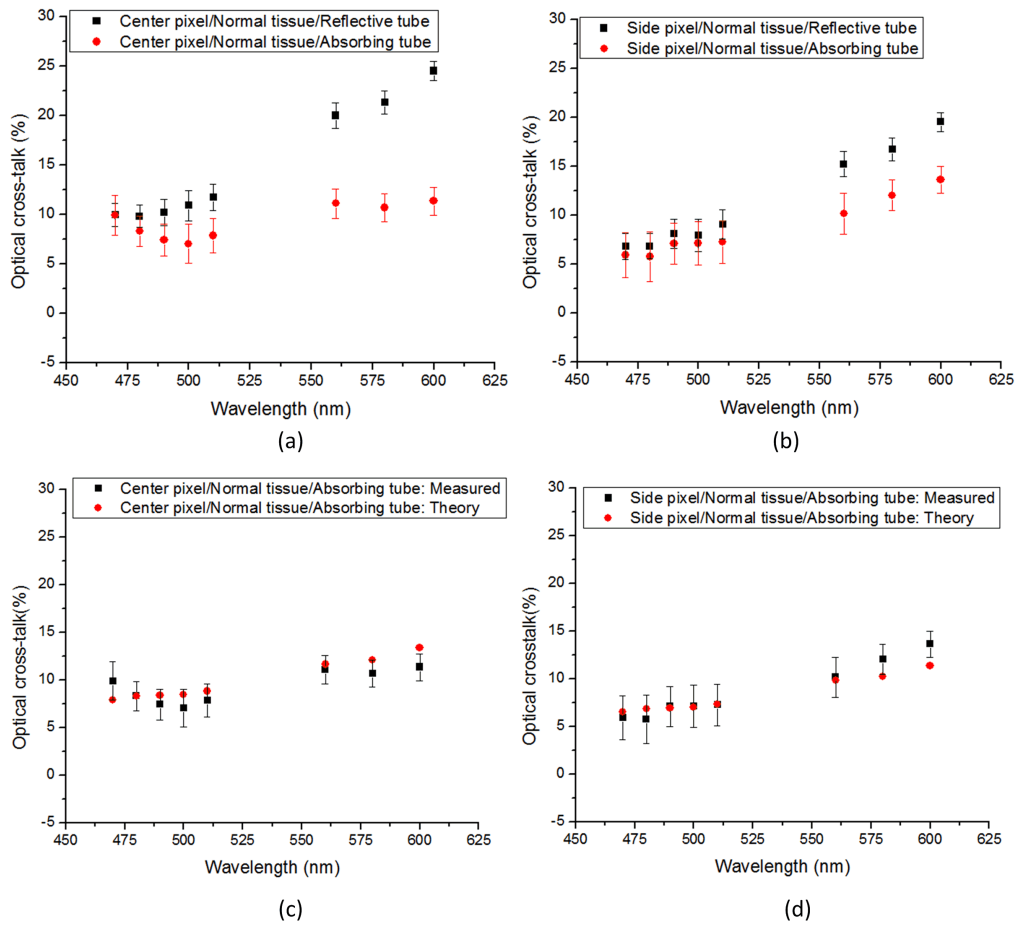 Center pixel/Normal tissue/Reflective tube
Center pixel/Normal tissue/Absorbing tube
Optical cross-talk (%)
30
25
20
15
10
5
0
-5
450 475 500 525 550 575 600 625
Wavelength (nm)
(a)
Side pixel/Normal tissue/Reflective tube
Side pixel/Normal tissue/Absorbing tube
Optical cross-talk (%)
30
25
20
15
10
5
0
-5
450 475 500 525 550 575 600 625
Wavelength (nm)
(b)
Center pixel/Normal tissue/Absorbing tube: Measured
Center pixel/Normal tissue/Absorbing tube: Theory
Optical cross-talk(%)
30
25
20
15
10
5
0
-5
450 475 500 525 550 575 600 625
Wavelength (nm)
(c)
Side pixel/Normal tissue/Absorbing tube: Measured
Side pixel/Normal tissue/Absorbing tube: Theory
Optical crosstalk(%)
30
25
20
15
10
5
0
-5
450 475 500 525 550 575 600 625
Wavelength (nm)
(d)